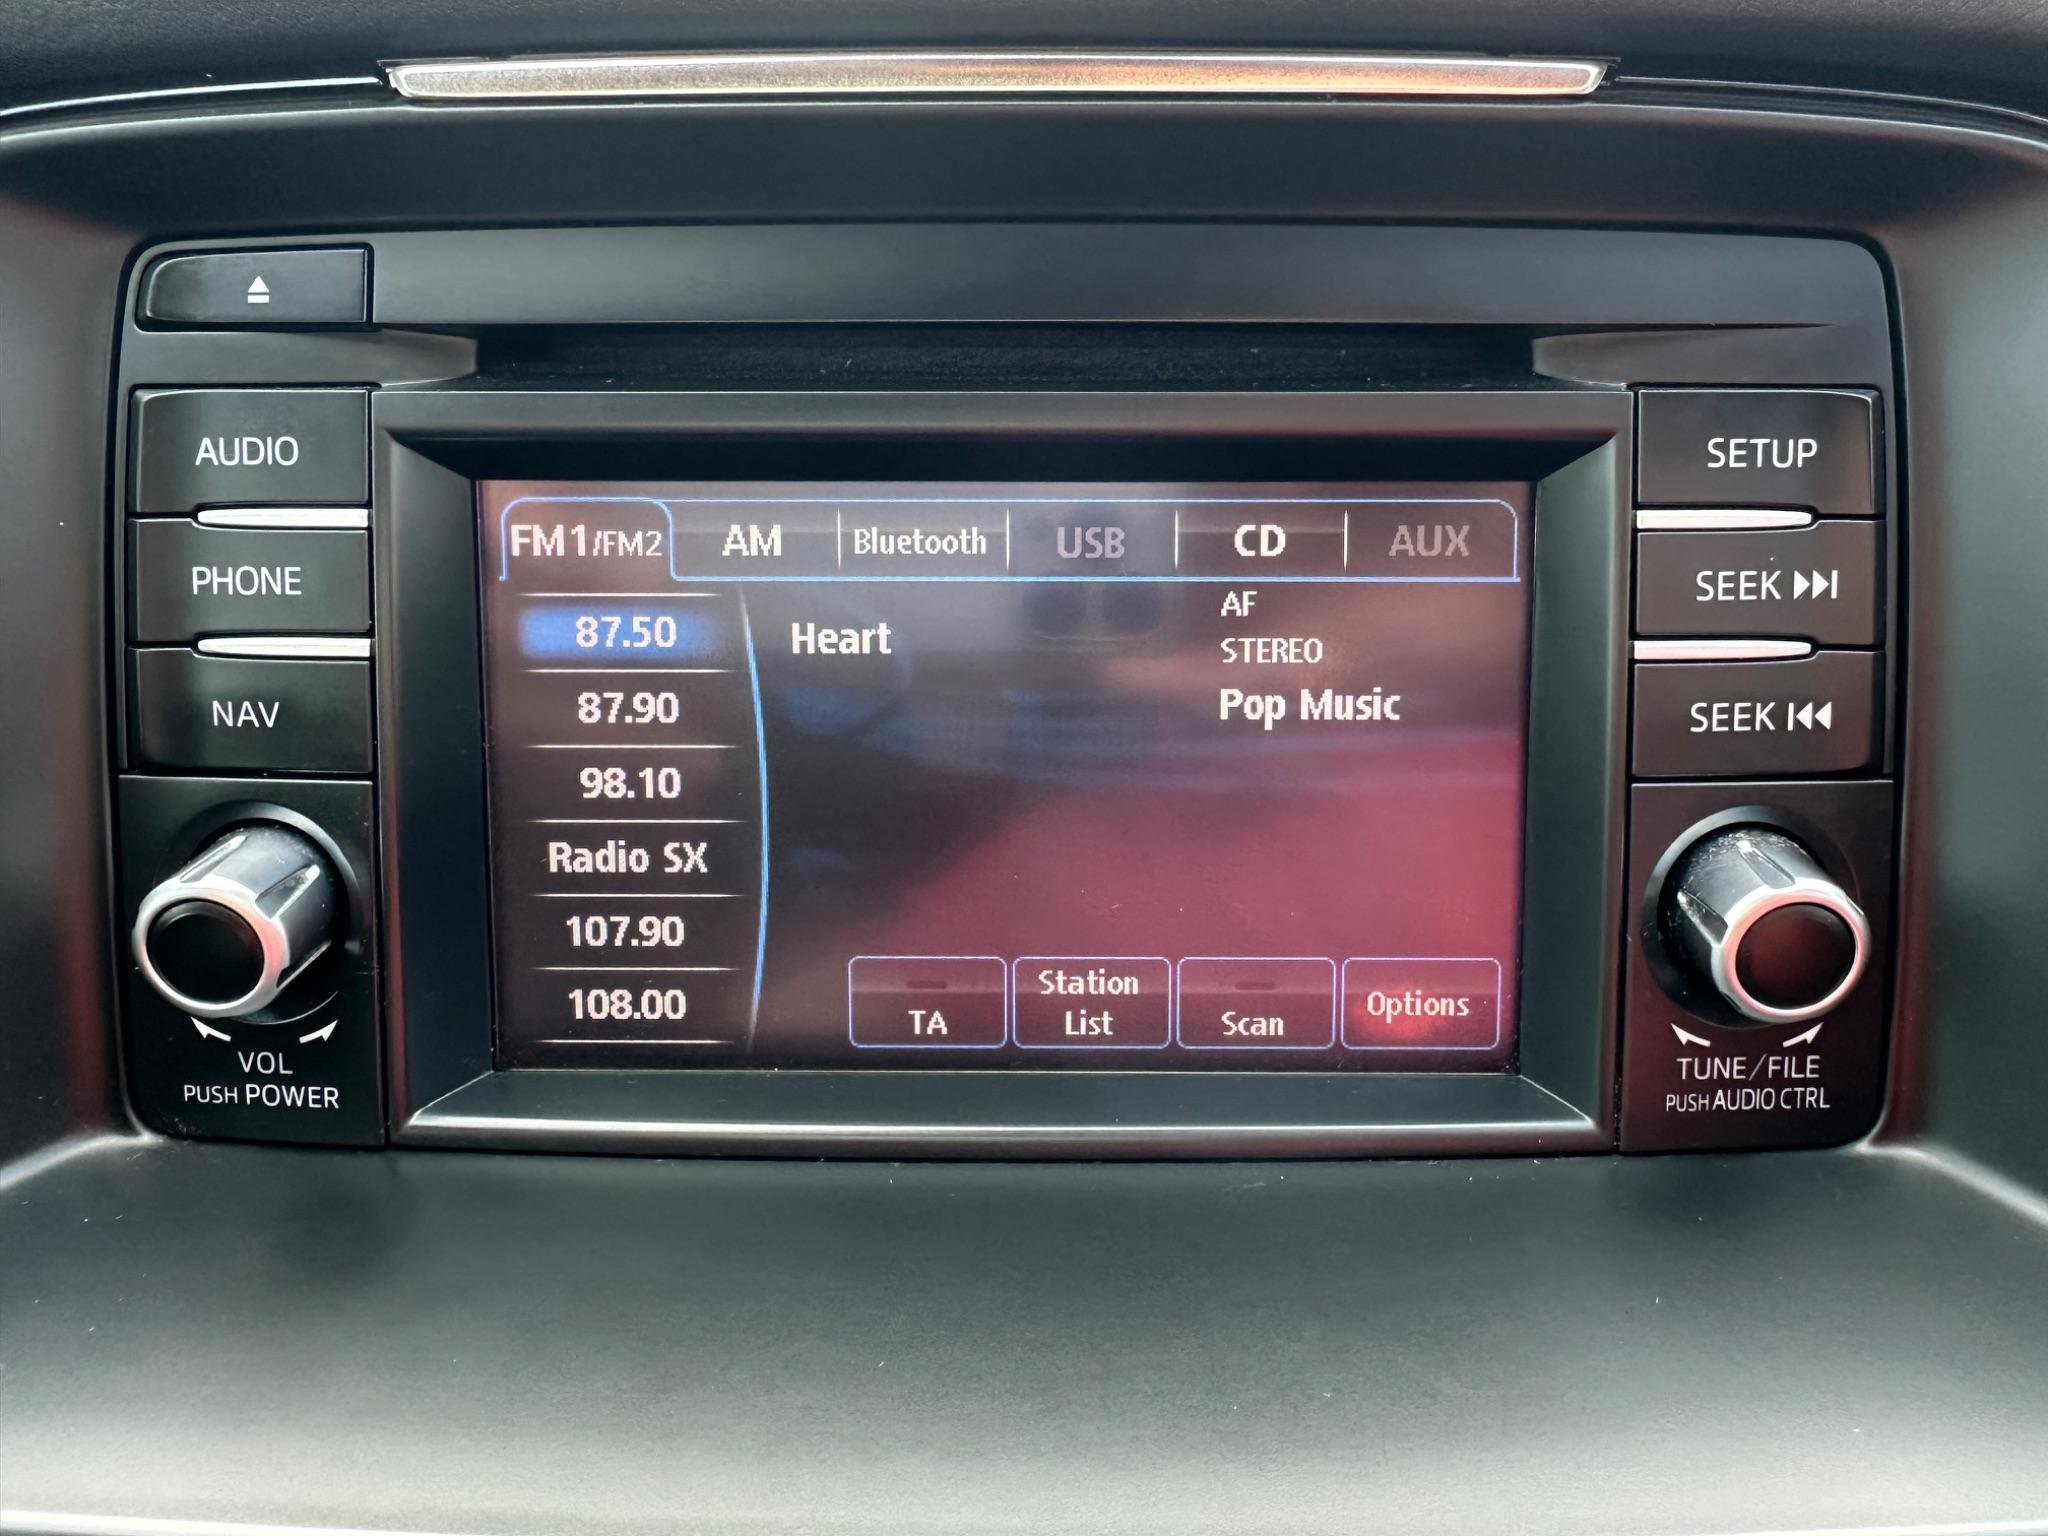 AUDIO
PHONE
NAV
VOL
PUSH POWER
FM1/FM2 AM Bluetooth USB CD AUX
87.50
87.90
98.10
Radio SX
107.90
108.00
Heart
AF
STEREO
Pop Music
TA
Station
List
Scan
Options
SETUP
SEEK
SEEK
TUNE/FILE
PUSH AUDIO CTRL